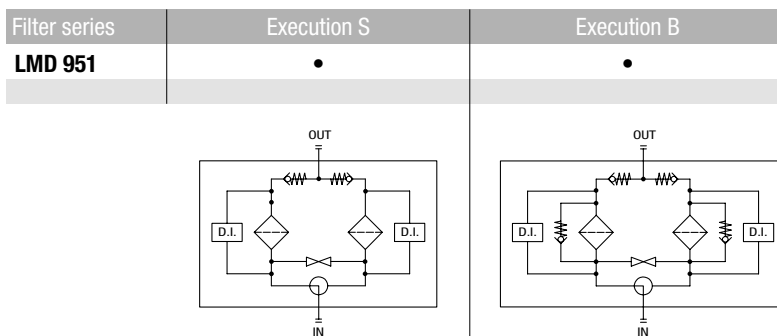 Filter series Execution S Execution B
LMD 951 • •
OUT OUT
D.I. D.I. D.I. D.I.
IN IN